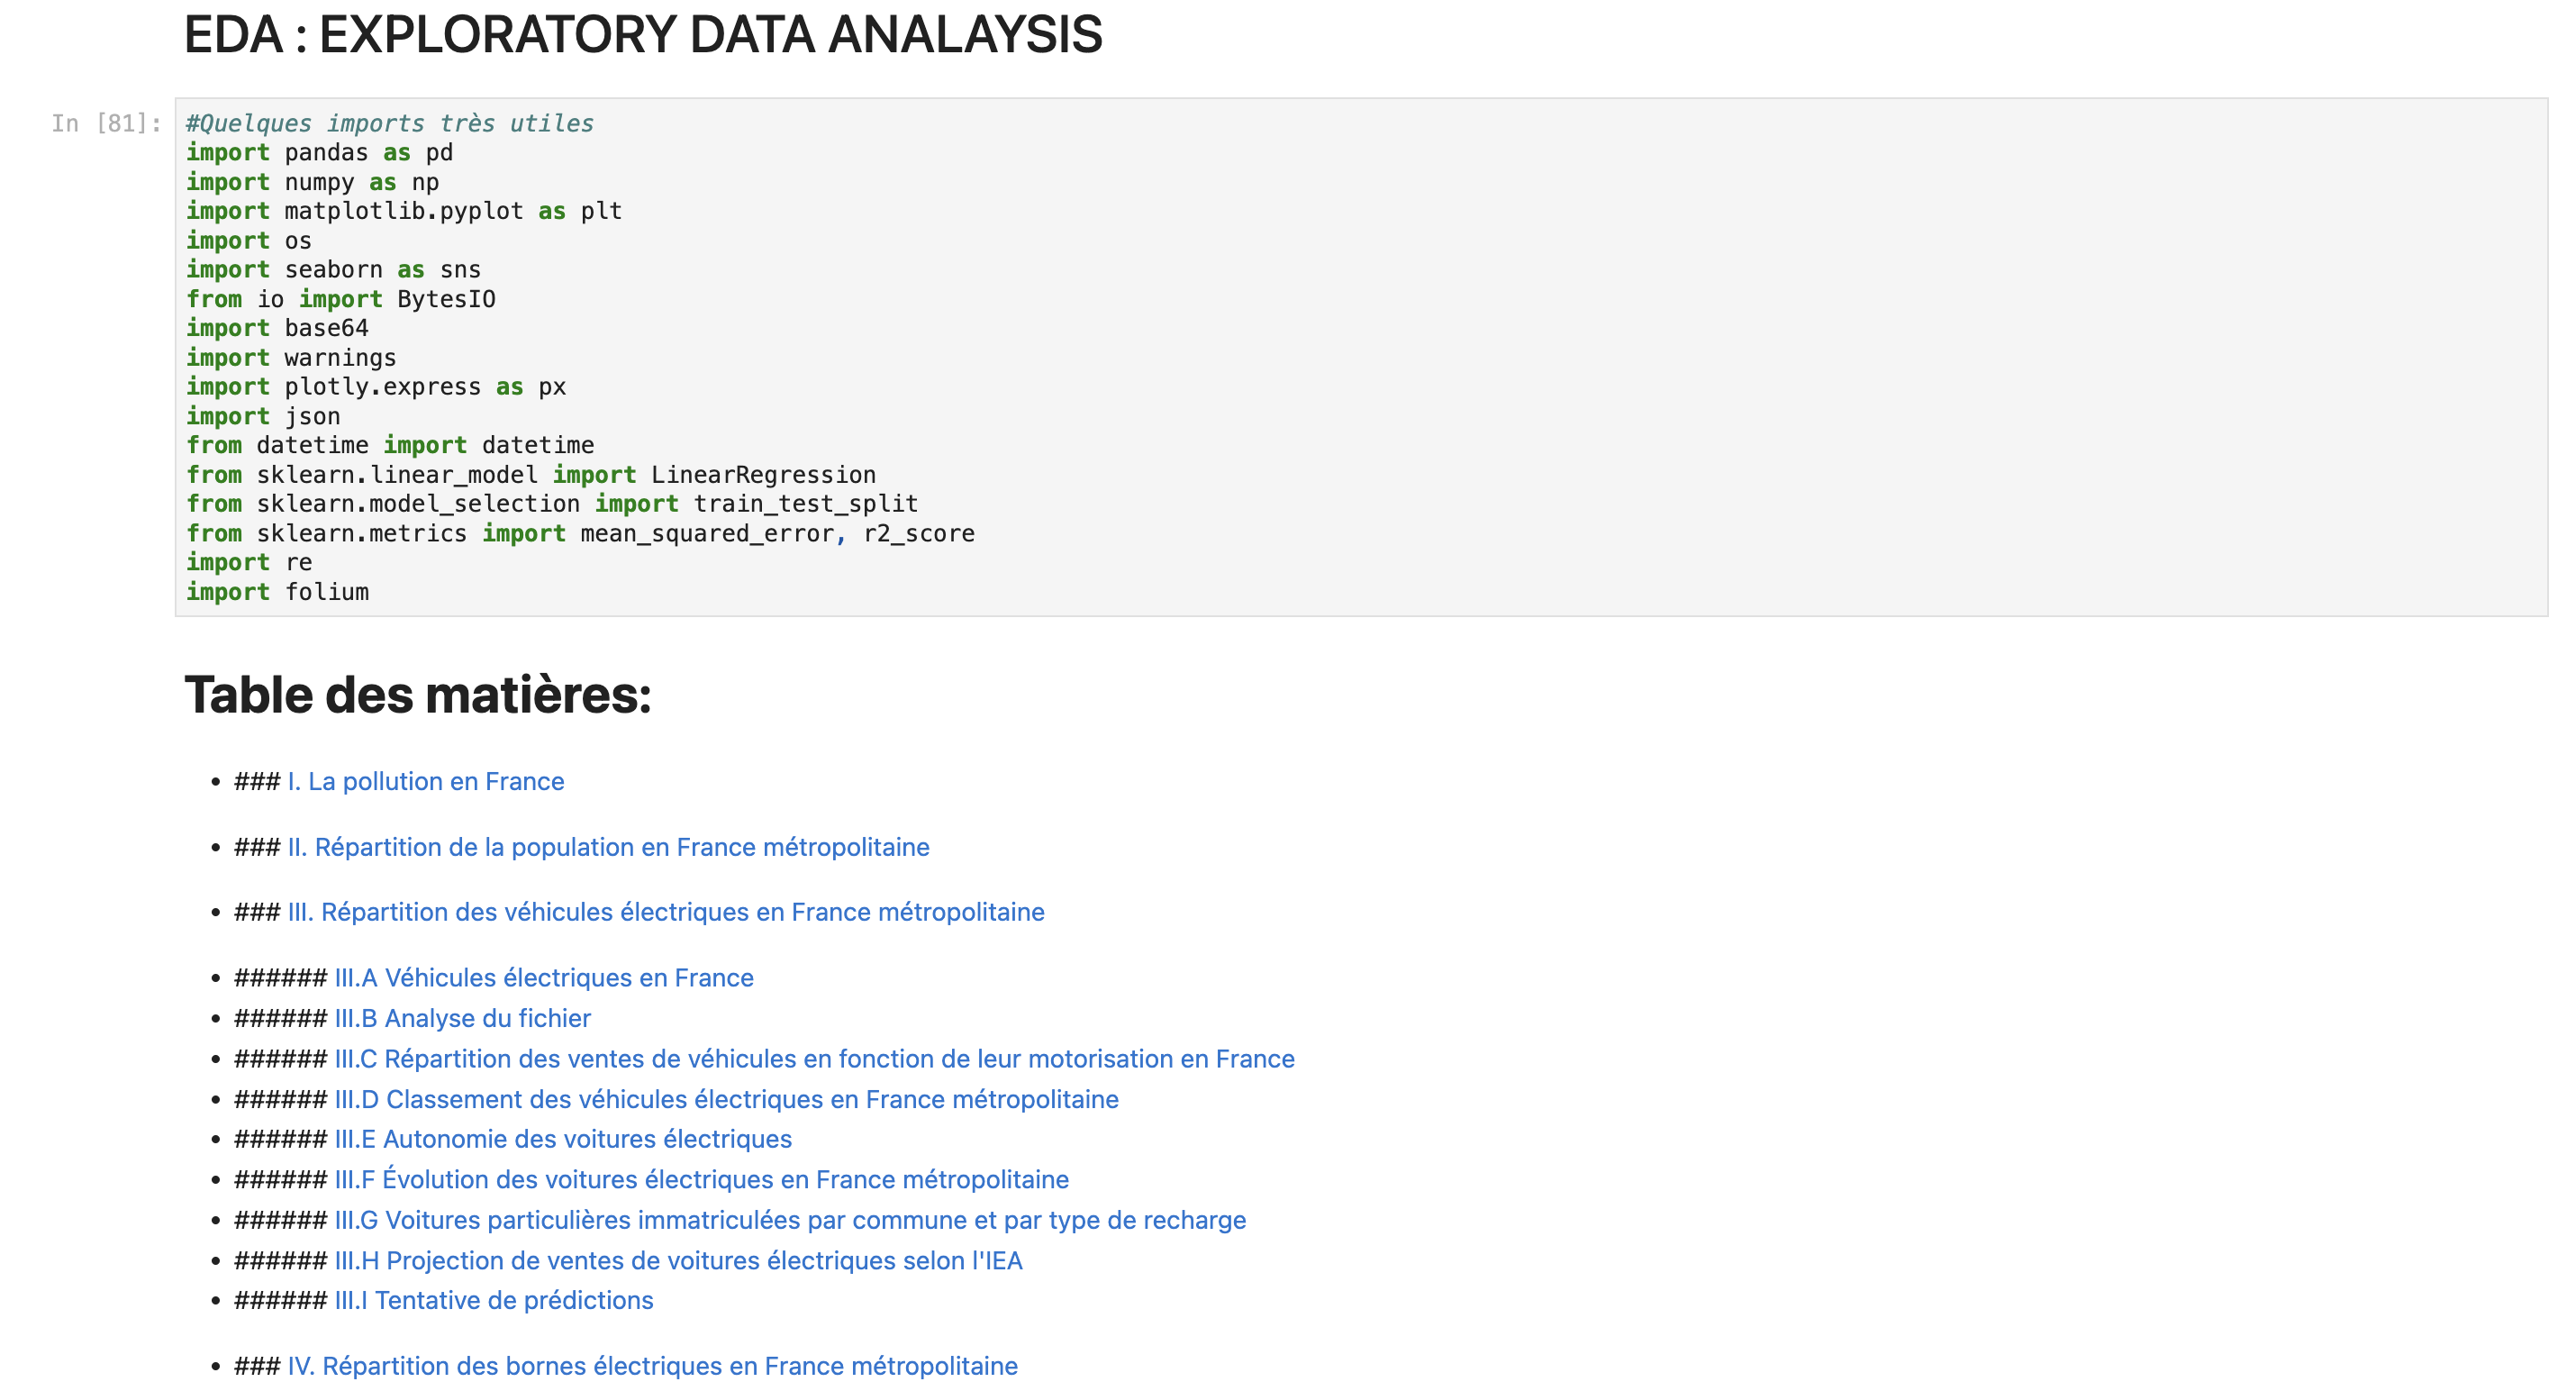 EDA : EXPLORATORY DATA ANALAYSIS
In [81]:
#Quelques imports très utiles
import pandas as pd
import numpy as np
import matplotlib.pyplot as plt
import os
import seaborn as sns
from io import BytesIO
import base64
import warnings
import plotly.express as px
import json
from datetime import datetime
from sklearn.linear_model import LinearRegression
from sklearn.model_selection import train_test_split
from sklearn.metrics import mean_squared_error, r2_score
import re
import folium
Table des matières:
• ### I. La pollution en France
• ### II. Répartition de la population en France métropolitaine
• ### III. Répartition des véhicules électriques en France métropolitaine
• ###### III.A Véhicules électriques en France
• ###### III.B Analyse du fichier
• ###### III.C Répartition des ventes de véhicules en fonction de leur motorisation en France
• ###### III.D Classement des véhicules électriques en France métropolitaine
• ###### III.E Autonomie des voitures électriques
• ###### III.F Évolution des voitures électriques en France métropolitaine
• ###### III.G Voitures particulières immatriculées par commune et par type de recharge
• ###### III.H Projection de ventes de voitures électriques selon l'IEA
• ###### III.I Tentative de prédictions
• ### IV. Répartition des bornes électriques en France métropolitaine